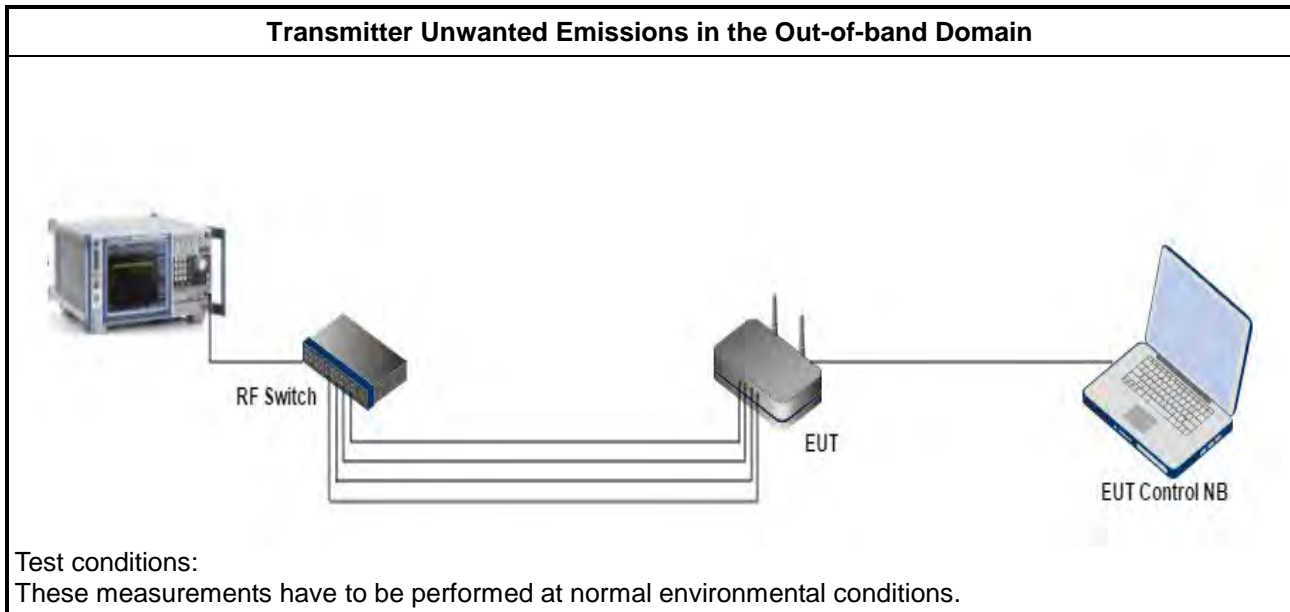 Transmitter Unwanted Emissions in the Out-of-band Domain
RF Switch
EUT
EUT Control NB
Test conditions:
These measurements have to be performed at normal environmental conditions.